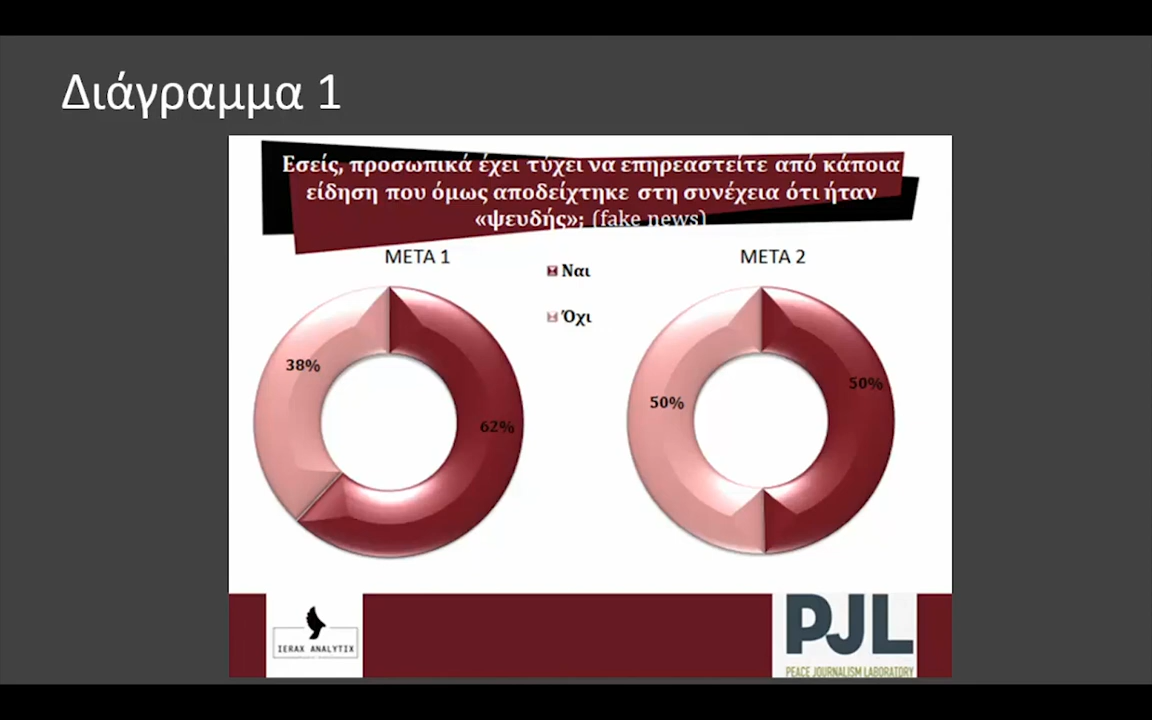 Διάγραμμα 1
Εσείς, προσωπικά έχει τύχει να επηρεαστείτε από κάποια
είδηση που όμως αποδείχτηκε στη συνέχεια ότι ήταν
«ψευδής»; (fake news)
ΜΕΤΑ 1
ΜΕΤΑ 2
Ναι
Όχι
38%
62%
50%
50%
IERAX ANALYTIX
PJL
PEACE JOURNALISM LABORATORY